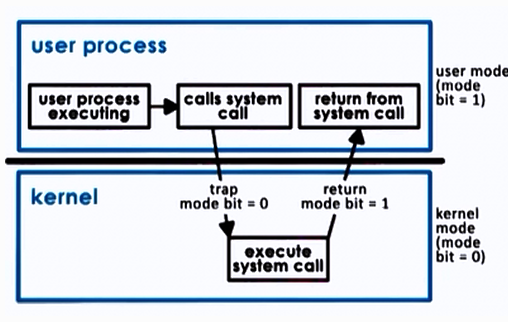 user process
user process
executing
calls system
call
return from
system call
user mode
(mode
bit = 1)
trap
mode bit = 0
return
mode bit = 1
kernel
execute
system call
kernel
mode
(mode
bit = 0)